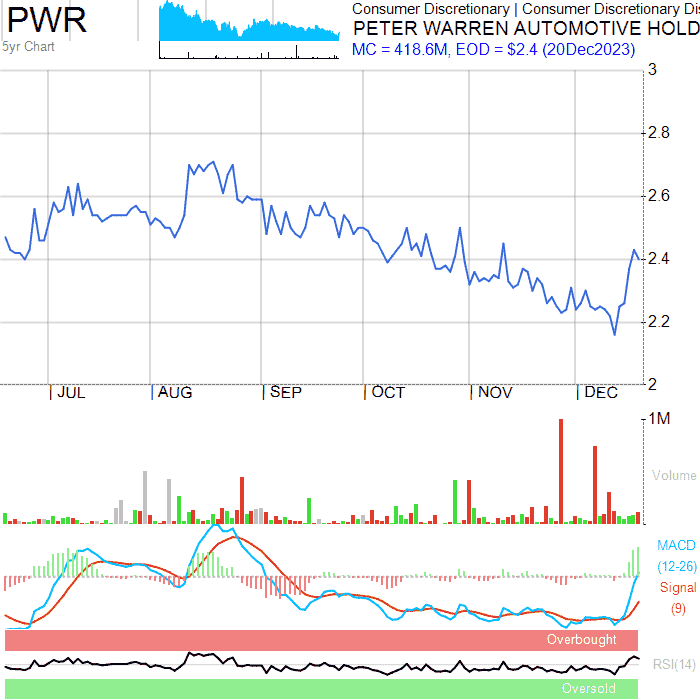 PWR
5yr Chart
Consumer Discretionary | Consumer Discretionary Dis
PETER WARREN AUTOMOTIVE HOLD
MC = 418.6M, EOD = $2.4 (20Dec2023)
3
2.8
2.6
2.4
2.2
2
JUL AUG SEP OCT NOV DEC
1M
Volume
MACD
(12-26)
Signal
(9)
Overbought
RSI(14)
Oversold